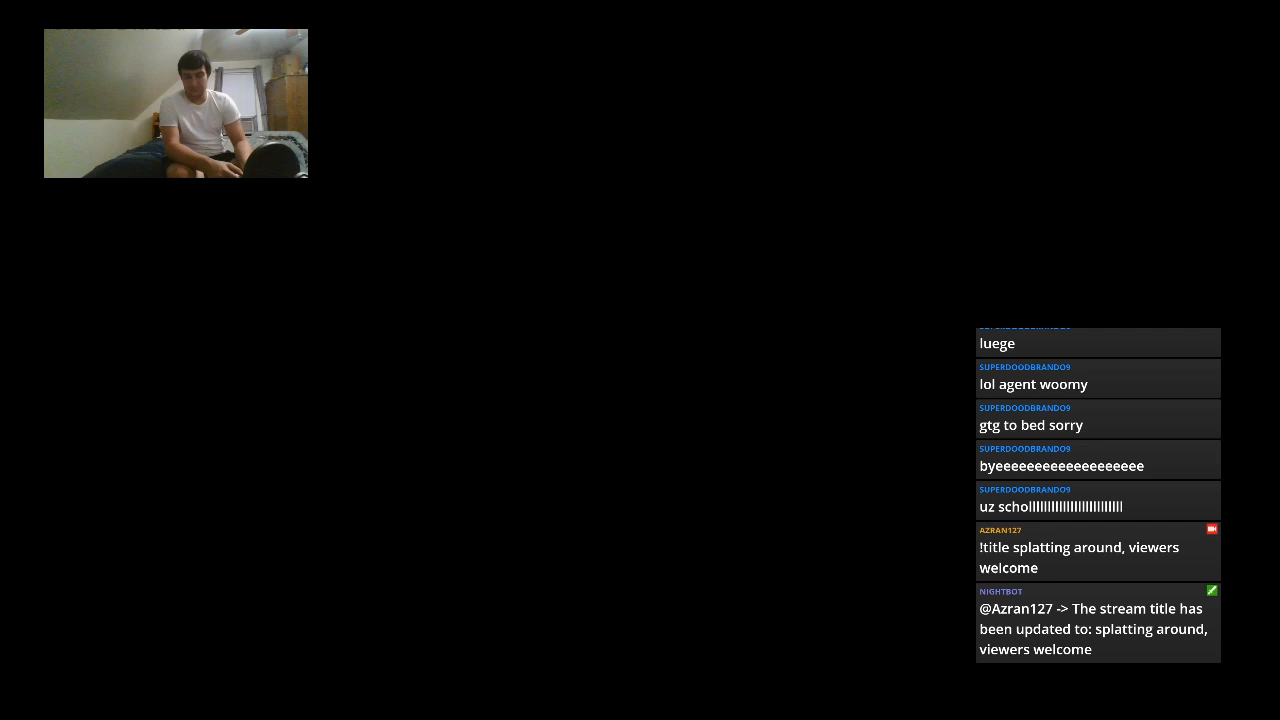 luege
SUPERDOODBRANDO9
lol agent woomy
SUPERDOODBRANDO9
gtg to bed sorry
SUPERDOODBRANDO9
byeeeeeeeeeeeeeeeeeee
SUPERDOODBRANDO9
uz scholllllllllllllllllllllllll
AZRAN127
!title splatting around, viewers
welcome
NIGHTBOT
@Azran127 -> The stream title has
been updated to: splatting around,
viewers welcome